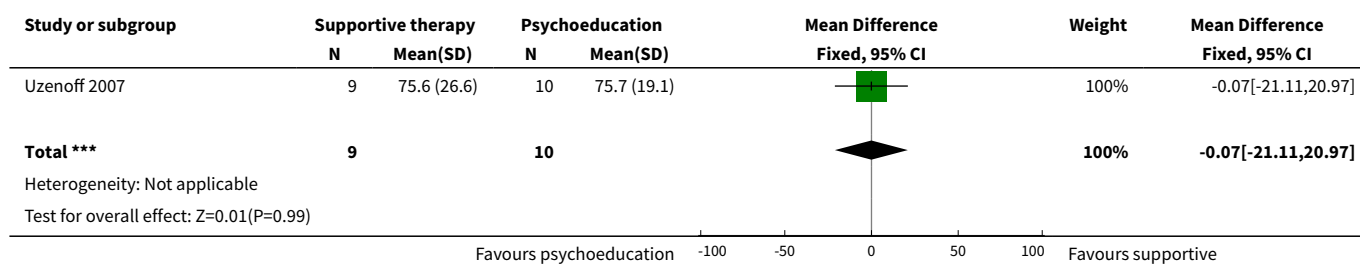 Study or subgroup Supportive therapy Psychoeducation Mean Difference Weight Mean Difference
N Mean(SD) N Mean(SD) Fixed, 95% CI Fixed, 95% CI
Uzenoff 2007 9 75.6 (26.6) 10 75.7 (19.1) 100% -0.07[-21.11,20.97]
Total *** 9 10 100% -0.07[-21.11,20.97]
Heterogeneity: Not applicable
Test for overall effect: Z=0.01(P=0.99)
Favours psychoeducation -100 -50 0 50 100 Favours supportive